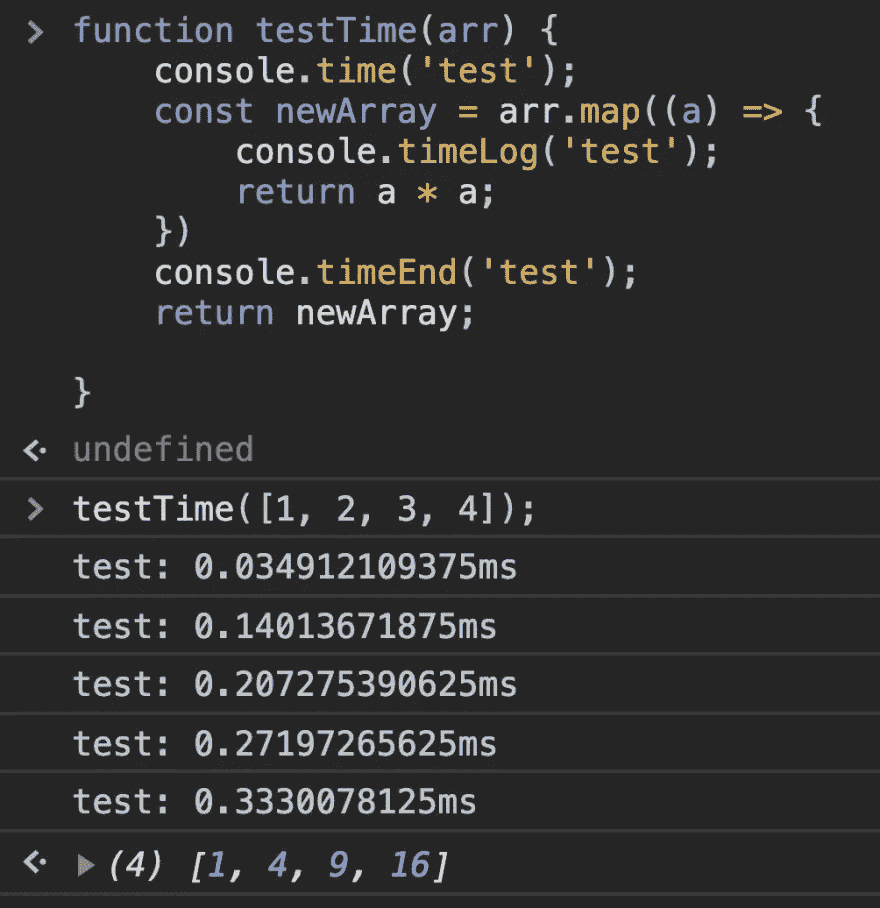 > function testTime(arr) {
    console.time('test');
    const newArray = arr.map((a) => {
        console.timeLog('test');
        return a * a;
    })
    console.timeEnd('test');
    return newArray;

}
undefined
> testTime([1, 2, 3, 4]);
test: 0.034912109375ms
test: 0.14013671875ms
test: 0.207275390625ms
test: 0.27197265625ms
test: 0.3330078125ms
(4) [1, 4, 9, 16]